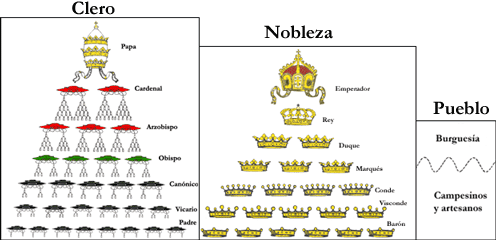 Clero
Papa
Cardenal
Arzobispo
Obispo
Canónico
Vicario
Padre
Nobleza
Emperador
Rey
Duque
Marqués
Conde
Visconde
Barón
Pueblo
Burguesía
Campesinos
y artesanos